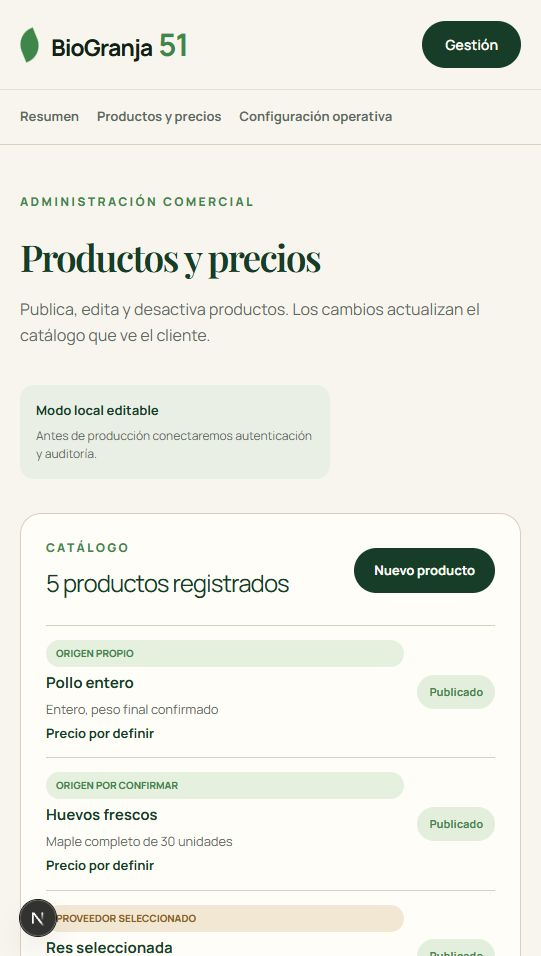 BioGranja 51
Gestión
Resumen Productos y precios Configuración operativa
ADMINISTRACIÓN COMERCIAL
Productos y precios
Publica, edita y desactiva productos. Los cambios actualizan el
catálogo que ve el cliente.
Modo local editable
Antes de producción conectaremos autenticación
y auditoría.
CATÁLOGO
5 productos registrados
Nuevo producto
ORIGEN PROPIO
Pollo entero
Entero, peso final confirmado
Precio por definir
Publicado
ORIGEN POR CONFIRMAR
Huevos frescos
Maple completo de 30 unidades
Precio por definir
Publicado
N
PROVEEDOR SELECCIONADO
Res seleccionada
Publicado